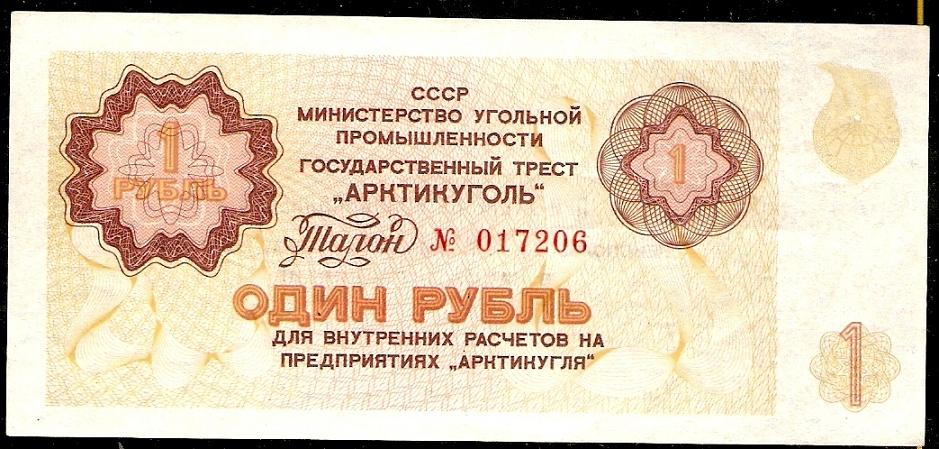 СССР
МИНИСТЕРСТВО УГОЛЬНОЙ
ПРОМЫШЛЕННОСТИ
ГОСУДАРСТВЕННЫЙ ТРЕСТ
„АРКТИКУГОЛЬ“
1
РУБЛЬ
1
Талон № 017206
ОДИН РУБЛЬ
ДЛЯ ВНУТРЕННИХ РАСЧЕТОВ НА
ПРЕДПРИЯТИЯХ „АРКТИКУГЛЯ“
1